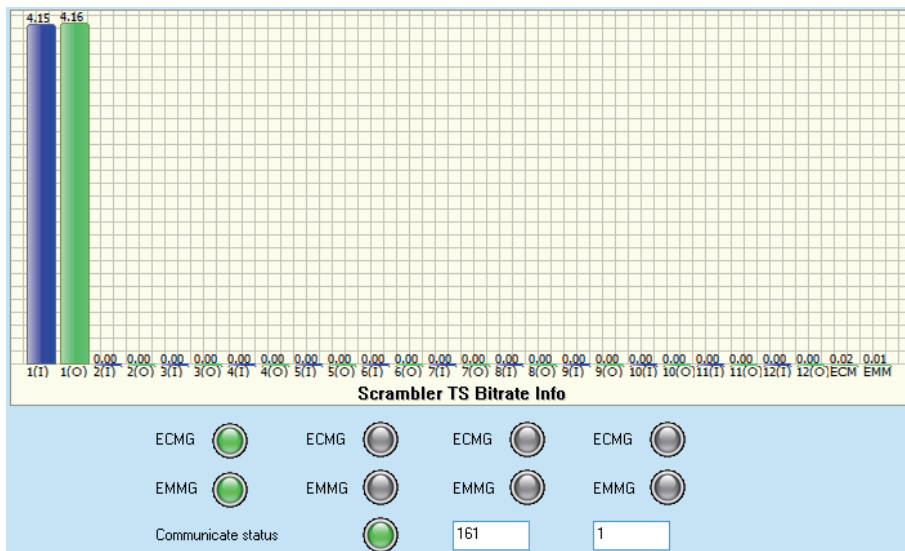 4.15 4.16
0.00 0.00 0.00 0.00 0.00 0.00 0.00 0.00 0.00 0.00 0.00 0.00 0.00 0.00 0.00 0.00 0.00 0.00 0.00 0.00 0.00 0.00 0.02 0.01
1(I) 1(O) 2(I) 2(O) 3(I) 3(O) 4(I) 4(O) 5(I) 5(O) 6(I) 6(O) 7(I) 7(O) 8(I) 8(O) 9(I) 9(O) 10(I) 10(O) 11(I) 11(O) 12(I) 12(O) ECM EMM
Scrambler TS Bitrate Info
ECMG ECMG ECMG ECMG
EMMG EMMG EMMG EMMG
Communicate status 161 1